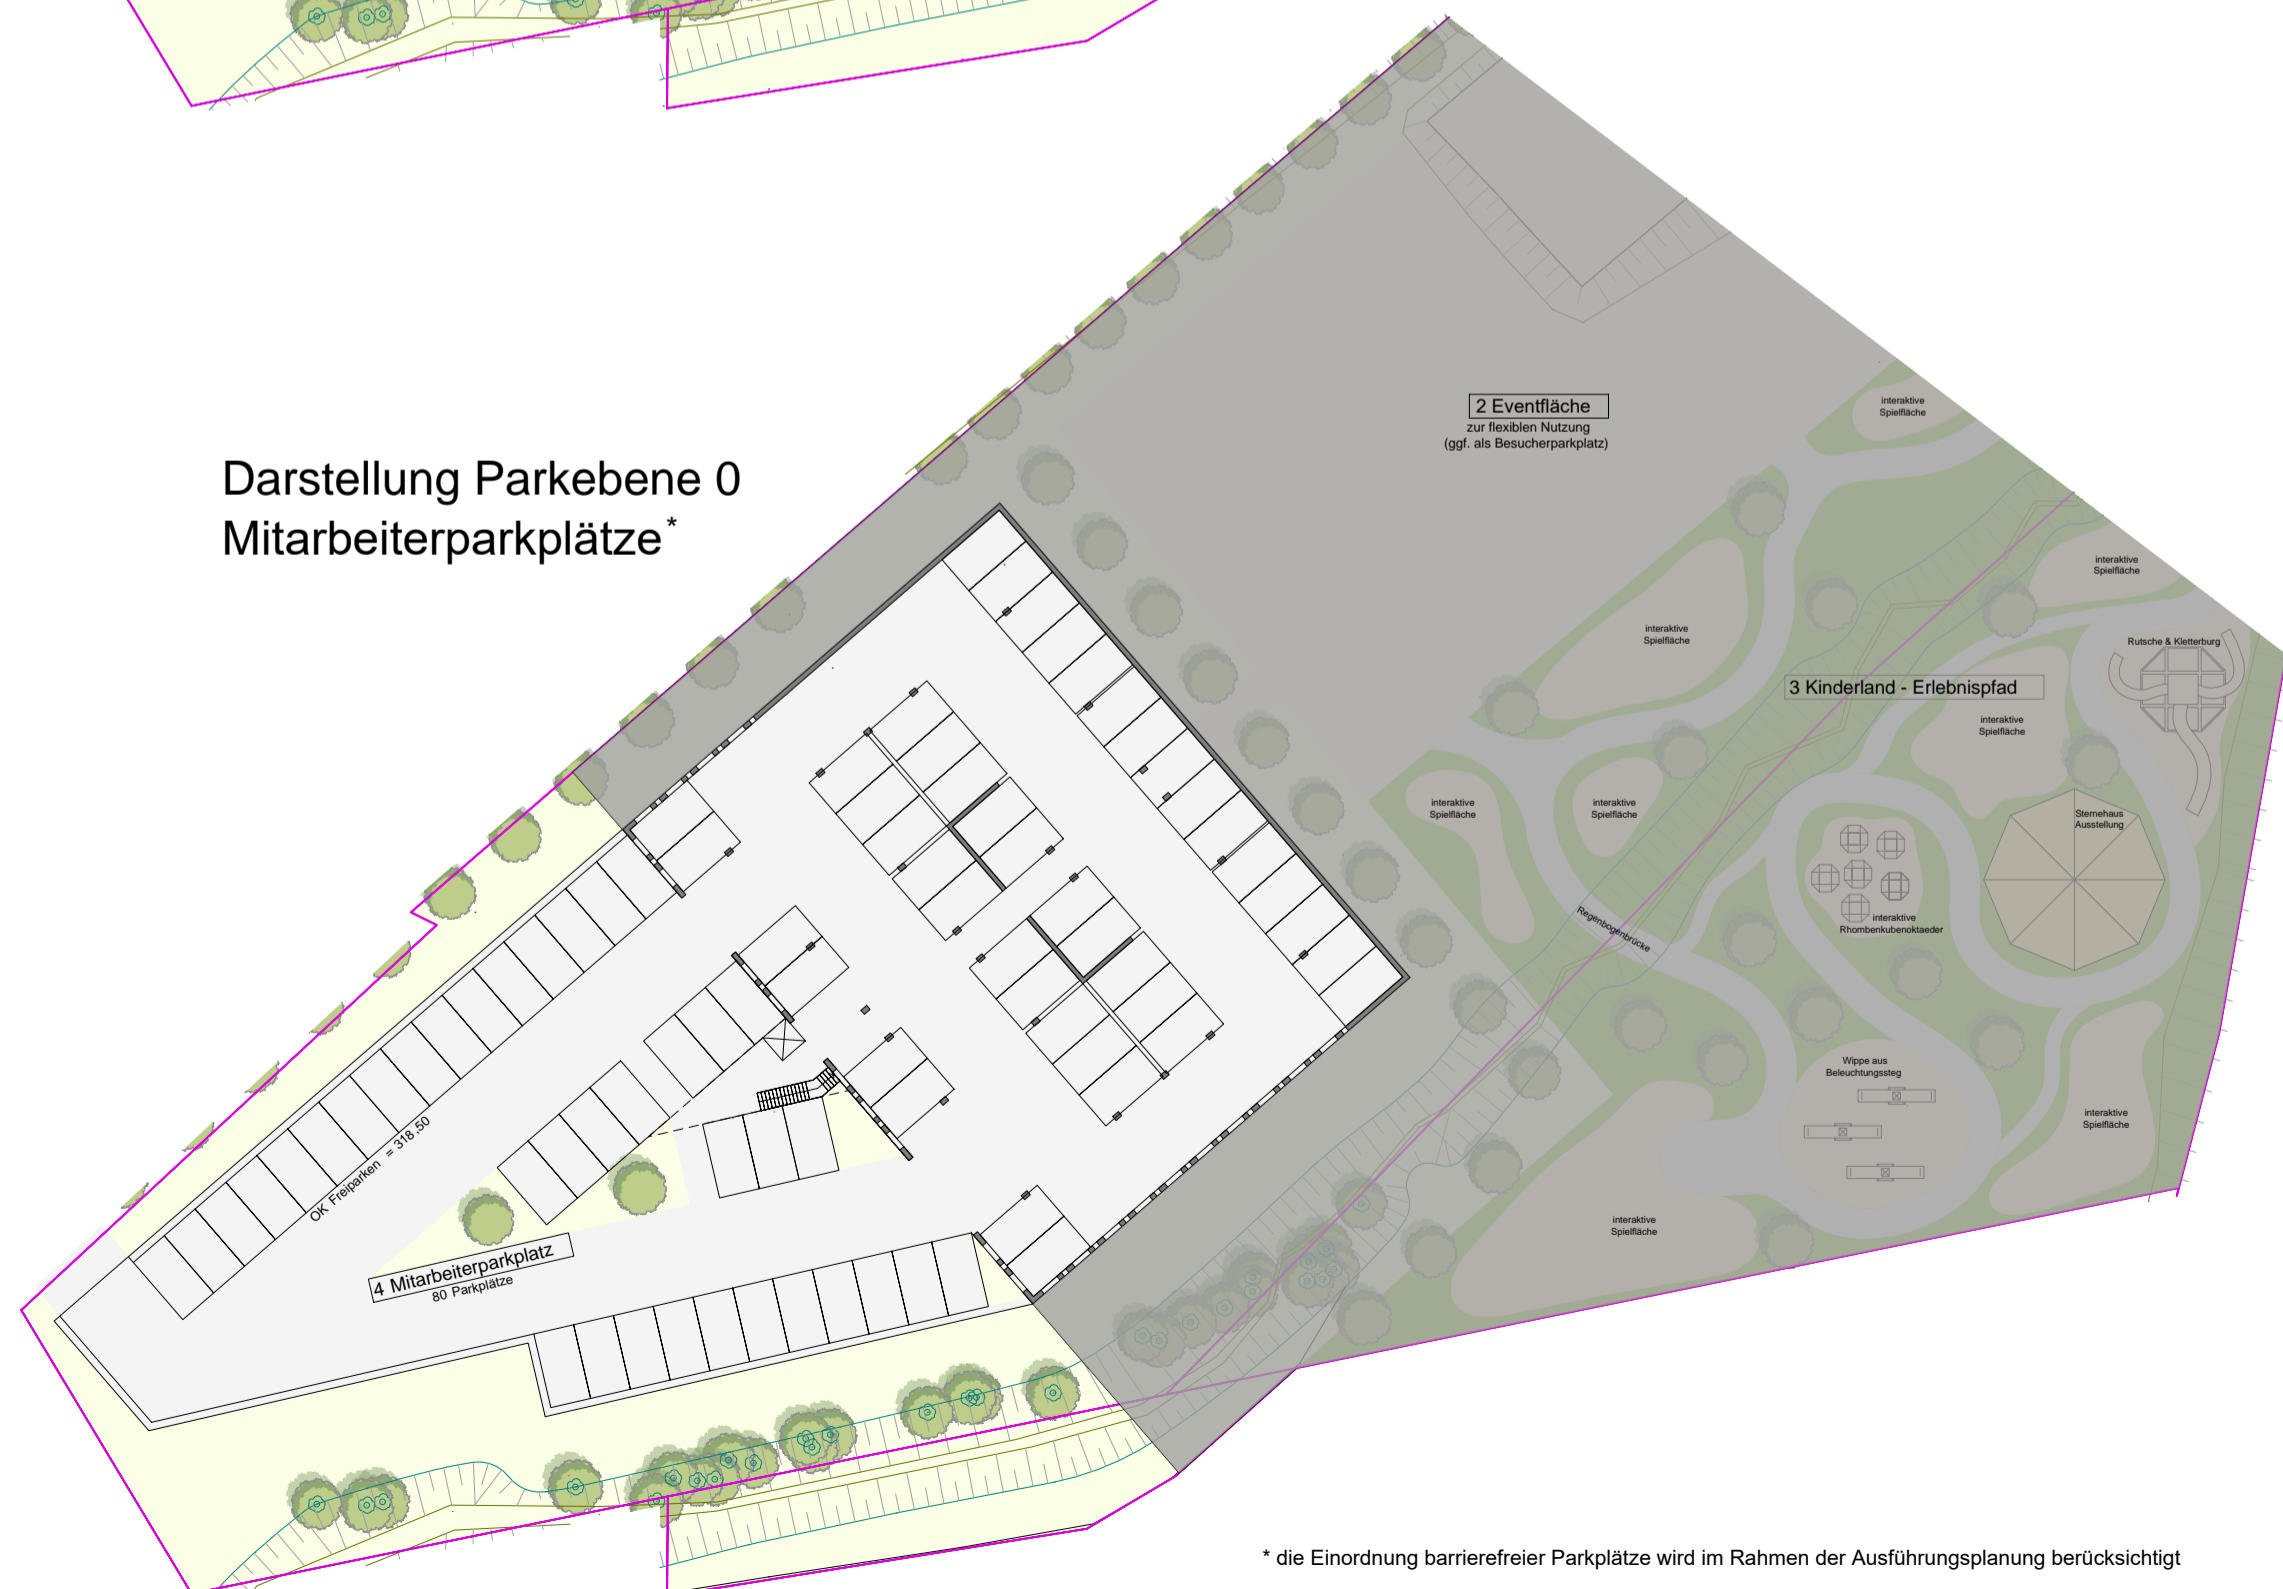 Darstellung Parkebene 0
Mitarbeiterparkplätze*
2 Eventfläche
zur flexiblen Nutzung
(ggf. als Besucherparkplatz)
interaktive
Spielfläche
interaktive
Spielfläche
interaktive
Spielfläche
Rutsche & Kletterburg
3 Kinderland - Erlebnispfad
interaktive
Spielfläche
interaktive
Spielfläche
interaktive
Spielfläche
Sternehaus
Ausstellung
Regenbogenbrücke
interaktive
Rhombenkubenoktaeder
Wippe aus
Beleuchtungssteg
interaktive
Spielfläche
interaktive
Spielfläche
OK Freiparken = 318,50
4 Mitarbeiterparkplatz
80 Parkplätze
* die Einordnung barrierefreier Parkplätze wird im Rahmen der Ausführungsplanung berücksichtigt